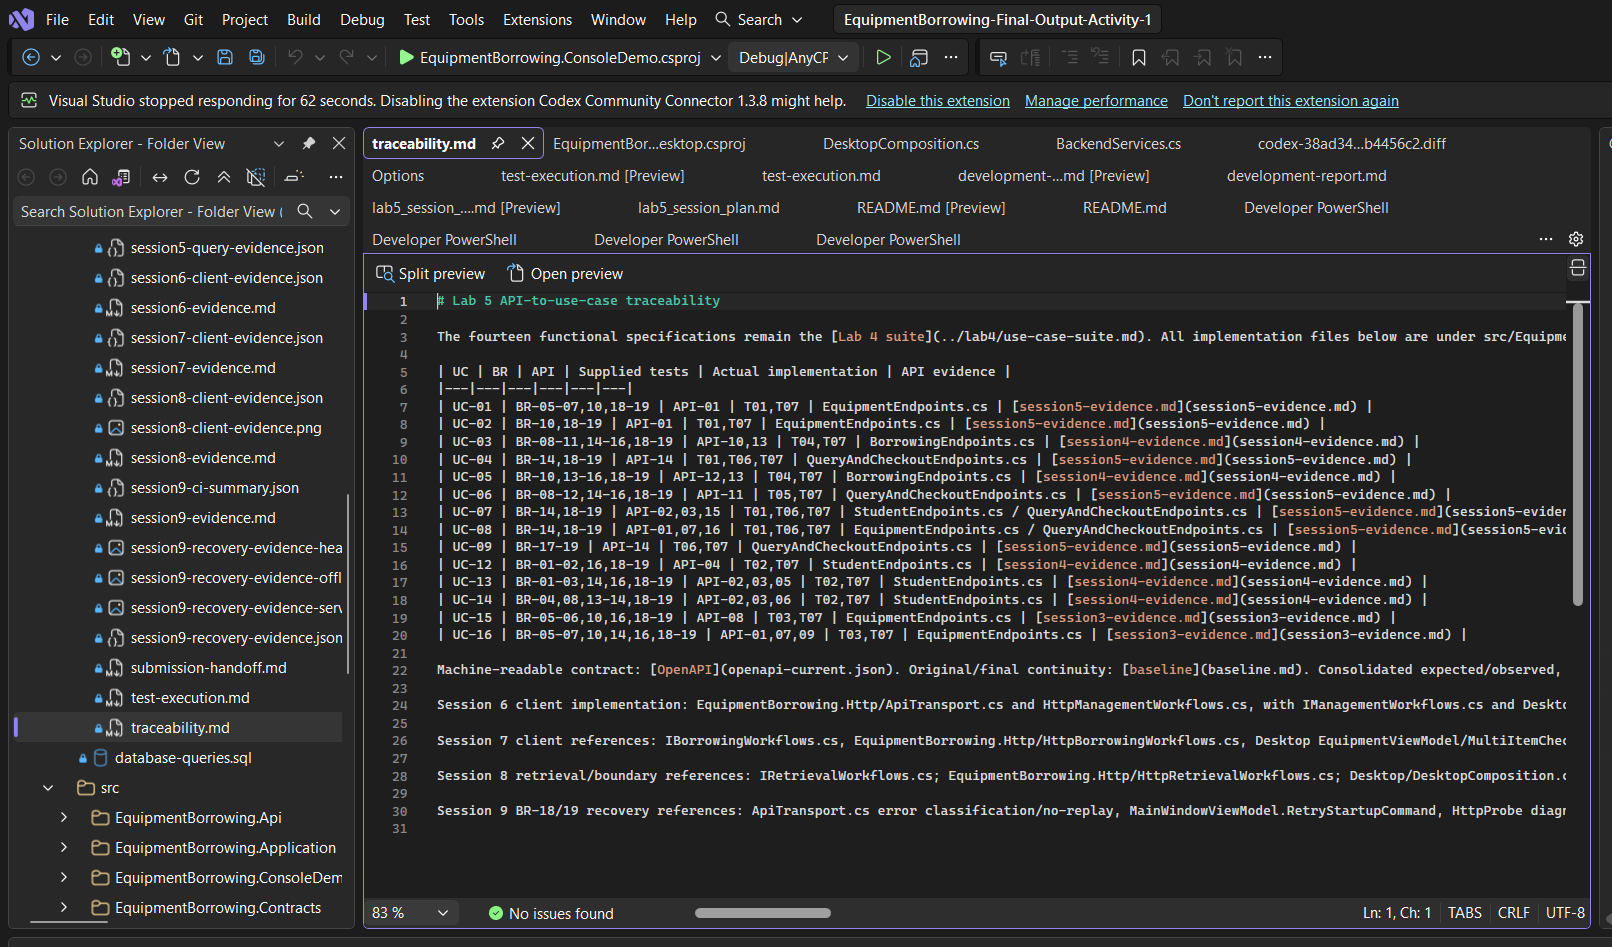 File Edit View Git Project Build Debug Test Tools Extensions Window Help Search EquipmentBorrowing-Final-Output-Activity-1
EquipmentBorrowing.ConsoleDemo.csproj Debug|AnyCP
Visual Studio stopped responding for 62 seconds. Disabling the extension Codex Community Connector 1.3.8 might help. Disable this extension Manage performance Don't report this extension again
Solution Explorer - Folder View
Search Solution Explorer - Folder View (
session5-query-evidence.json
session6-client-evidence.json
session6-evidence.md
session7-client-evidence.json
session7-evidence.md
session8-client-evidence.json
session8-client-evidence.png
session8-evidence.md
session9-ci-summary.json
session9-evidence.md
session9-recovery-evidence-hea
session9-recovery-evidence-offl
session9-recovery-evidence-serv
session9-recovery-evidence.json
submission-handoff.md
test-execution.md
traceability.md
database-queries.sql
src
EquipmentBorrowing.Api
EquipmentBorrowing.Application
EquipmentBorrowing.ConsoleDem
EquipmentBorrowing.Contracts
traceability.md EquipmentBor...esktop.csproj DesktopComposition.cs BackendServices.cs codex-38ad34...b4456c2.diff
Options test-execution.md [Preview] test-execution.md development-...md [Preview] development-report.md
lab5_session_....md [Preview] lab5_session_plan.md README.md [Preview] README.md Developer PowerShell
Developer PowerShell Developer PowerShell Developer PowerShell
Split preview Open preview
1 # Lab 5 API-to-use-case traceability
2
3 The fourteen functional specifications remain the [Lab 4 suite](../lab4/use-case-suite.md). All implementation files below are under src/Equipme
4
5 | UC | BR | API | Supplied tests | Actual implementation | API evidence |
6 |---|---|---|---|---|---|
7 | UC-01 | BR-05-07,10,18-19 | API-01 | T01,T07 | EquipmentEndpoints.cs | [session5-evidence.md](session5-evidence.md) |
8 | UC-02 | BR-10,18-19 | API-01 | T01,T07 | EquipmentEndpoints.cs | [session5-evidence.md](session5-evidence.md) |
9 | UC-03 | BR-08-11,14-16,18-19 | API-10,13 | T04,T07 | BorrowingEndpoints.cs | [session4-evidence.md](session4-evidence.md) |
10 | UC-04 | BR-14,18-19 | API-14 | T01,T06,T07 | QueryAndCheckoutEndpoints.cs | [session5-evidence.md](session5-evidence.md) |
11 | UC-05 | BR-10,13-16,18-19 | API-12,13 | T04,T07 | BorrowingEndpoints.cs | [session4-evidence.md](session4-evidence.md) |
12 | UC-06 | BR-08-12,14-16,18-19 | API-11 | T05,T07 | QueryAndCheckoutEndpoints.cs | [session5-evidence.md](session5-evidence.md) |
13 | UC-07 | BR-14,18-19 | API-02,03,15 | T01,T06,T07 | StudentEndpoints.cs / QueryAndCheckoutEndpoints.cs | [session5-evidence.md](session5-eviden
14 | UC-08 | BR-14,18-19 | API-01,07,16 | T01,T06,T07 | EquipmentEndpoints.cs / QueryAndCheckoutEndpoints.cs | [session5-evidence.md](session5-evid
15 | UC-09 | BR-17-19 | API-14 | T06,T07 | QueryAndCheckoutEndpoints.cs | [session5-evidence.md](session5-evidence.md) |
16 | UC-12 | BR-01-02,16,18-19 | API-04 | T02,T07 | StudentEndpoints.cs | [session4-evidence.md](session4-evidence.md) |
17 | UC-13 | BR-01-03,14,16,18-19 | API-02,03,05 | T02,T07 | StudentEndpoints.cs | [session4-evidence.md](session4-evidence.md) |
18 | UC-14 | BR-04,08,13-14,18-19 | API-02,03,06 | T02,T07 | StudentEndpoints.cs | [session4-evidence.md](session4-evidence.md) |
19 | UC-15 | BR-05-06,10,16,18-19 | API-08 | T03,T07 | EquipmentEndpoints.cs | [session3-evidence.md](session3-evidence.md) |
20 | UC-16 | BR-05-07,10,14,16,18-19 | API-01,07,09 | T03,T07 | EquipmentEndpoints.cs | [session3-evidence.md](session3-evidence.md) |
21
22 Machine-readable contract: [OpenAPI](openapi-current.json). Original/final continuity: [baseline](baseline.md). Consolidated expected/observed,
23
24 Session 6 client implementation: EquipmentBorrowing.Http/ApiTransport.cs and HttpManagementWorkflows.cs, with IManagementWorkflows.cs and Deskto
25
26 Session 7 client references: IBorrowingWorkflows.cs, EquipmentBorrowing.Http/HttpBorrowingWorkflows.cs, Desktop EquipmentViewModel/MultiItemChec
27
28 Session 8 retrieval/boundary references: IRetrievalWorkflows.cs; EquipmentBorrowing.Http/HttpRetrievalWorkflows.cs; Desktop/DesktopComposition.c
29
30 Session 9 BR-18/19 recovery references: ApiTransport.cs error classification/no-replay, MainWindowViewModel.RetryStartupCommand, HttpProbe diagn
31
83 % No issues found Ln: 1, Ch: 1 TABS CRLF UTF-8